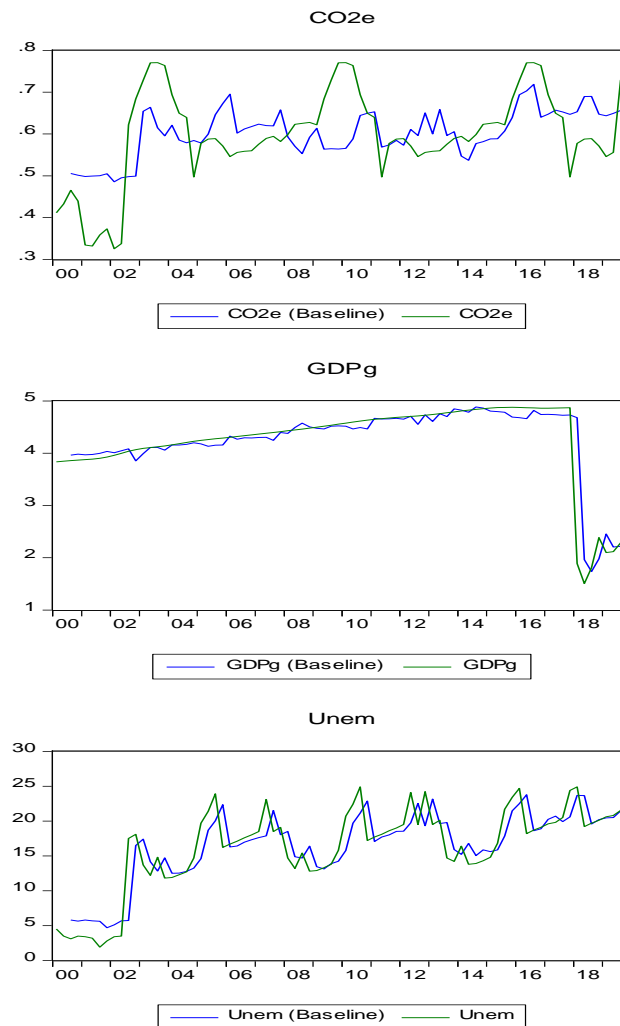 CO2e
.8
.7
.6
.5
.4
.3
00 02 04 06 08 10 12 14 16 18
CO2e (Baseline) CO2e
GDPg
5
4
3
2
1
00 02 04 06 08 10 12 14 16 18
GDPg (Baseline) GDPg
Unem
30
25
20
15
10
5
0
00 02 04 06 08 10 12 14 16 18
Unem (Baseline) Unem